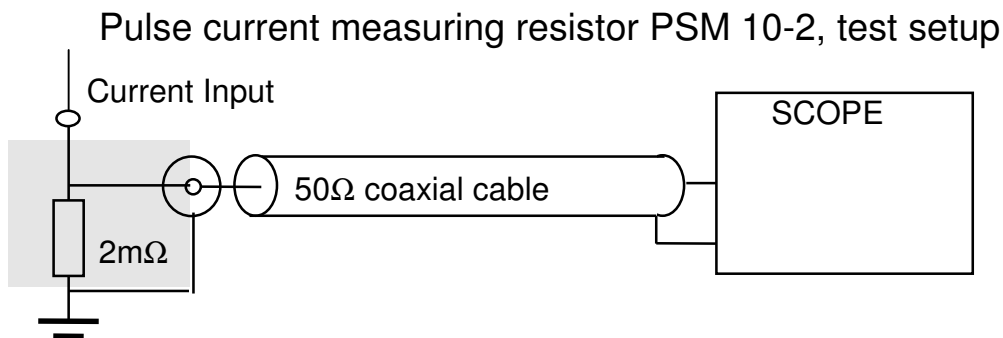 Pulse current measuring resistor PSM 10-2, test setup
Current Input
SCOPE
50Ω coaxial cable
2mΩ